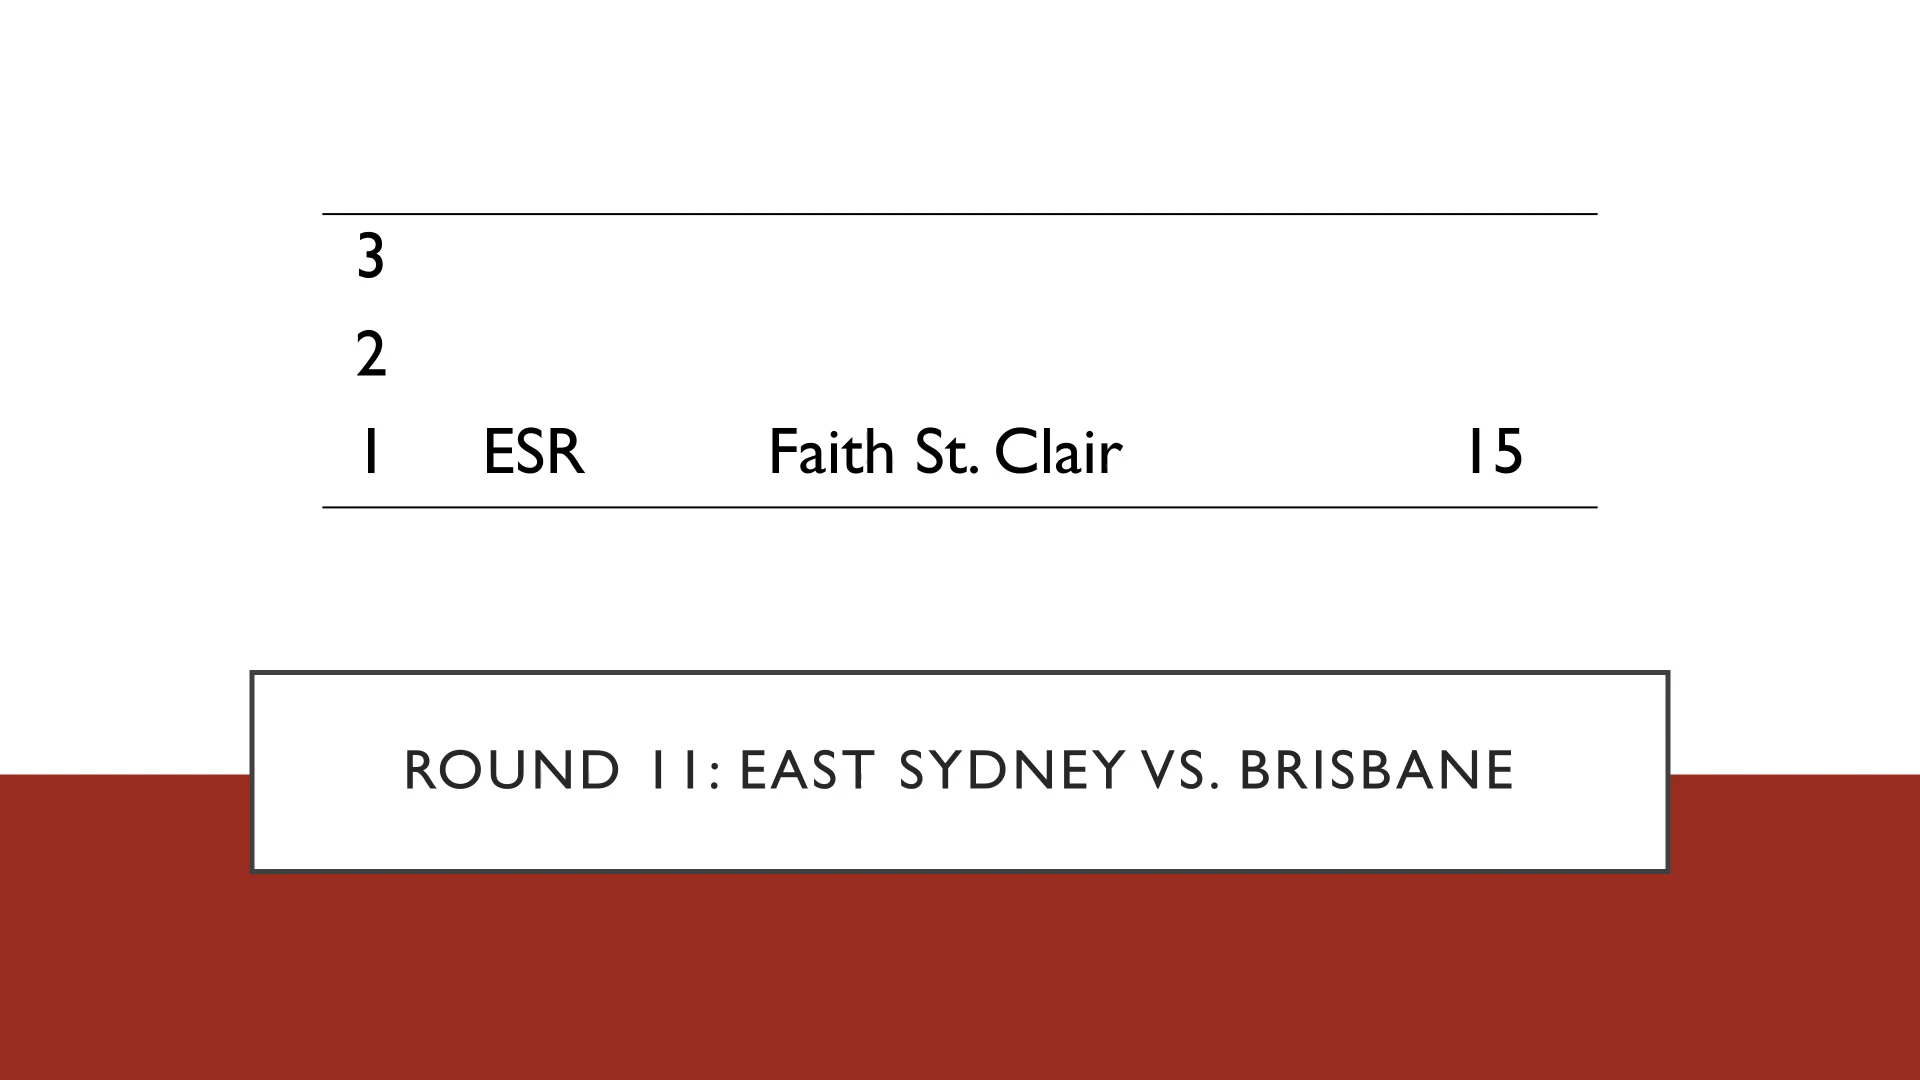 3
2
1 ESR Faith St. Clair 15
ROUND 11: EAST SYDNEY VS. BRISBANE